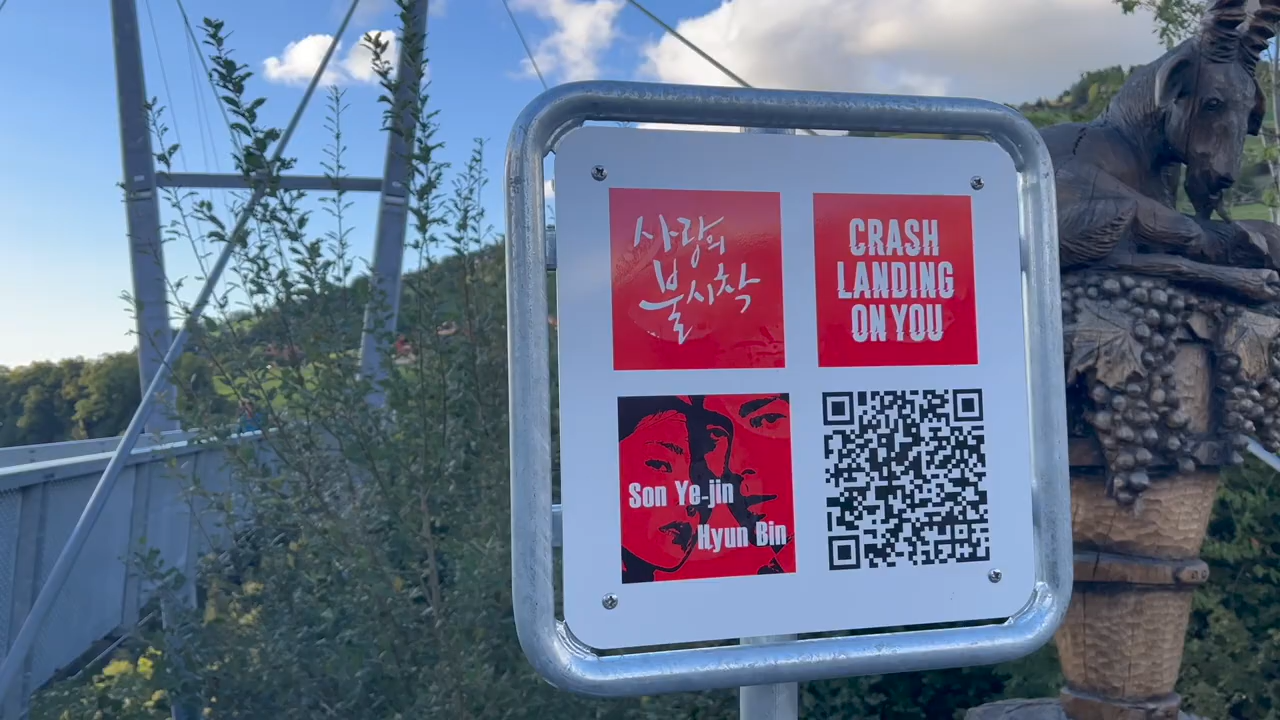 사랑의
불시착
CRASH
LANDING
ON YOU
Son Ye-jin
Hyun Bin